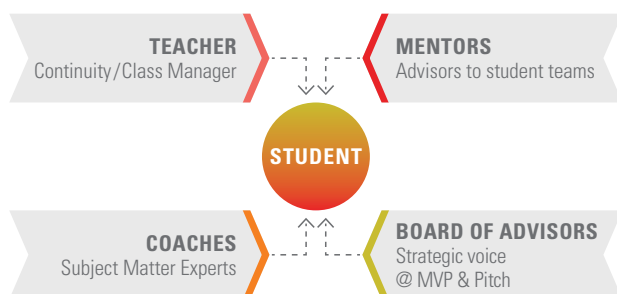 TEACHER
Continuity/Class Manager
MENTORS
Advisors to student teams
STUDENT
COACHES
Subject Matter Experts
BOARD OF ADVISORS
Strategic voice
@ MVP & Pitch